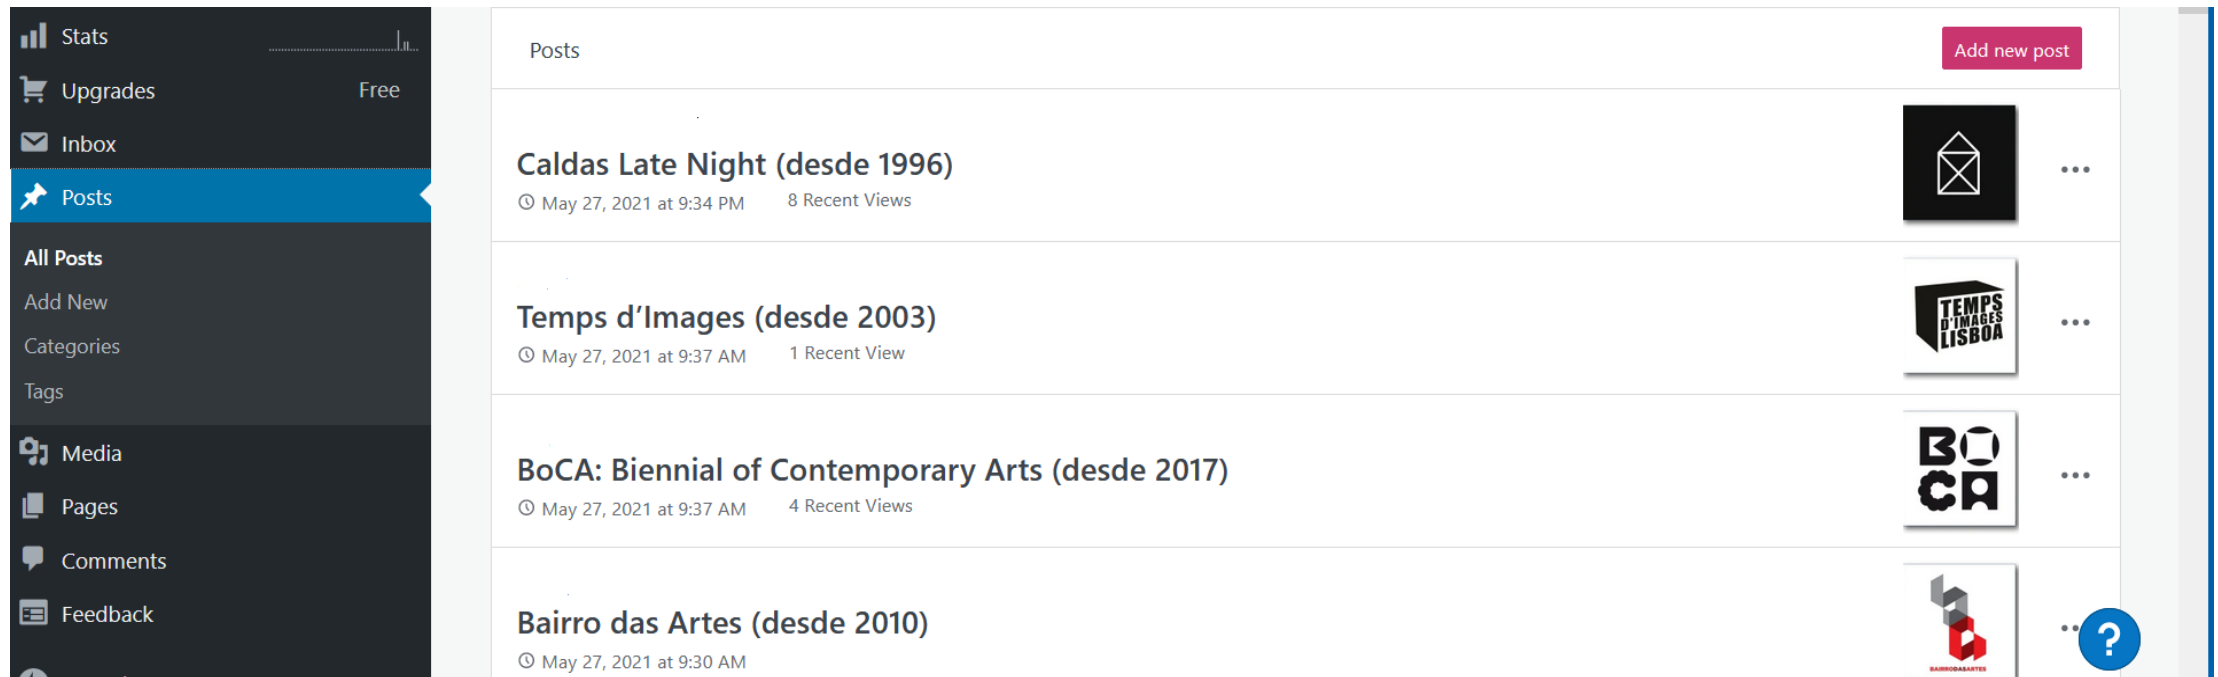 Stats
Upgrades Free
Inbox
Posts
All Posts
Add New
Categories
Tags
Media
Pages
Comments
Feedback
Posts
Add new post
Caldas Late Night (desde 1996)
May 27, 2021 at 9:34 PM 8 Recent Views
Temps d’Images (desde 2003)
May 27, 2021 at 9:37 AM 1 Recent View
TEMPS
D'IMAGES
LISBOA
BoCA: Biennial of Contemporary Arts (desde 2017)
May 27, 2021 at 9:37 AM 4 Recent Views
BO
CA
Bairro das Artes (desde 2010)
May 27, 2021 at 9:30 AM
BAIRRODASARTES
?